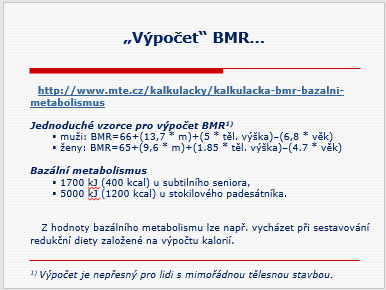 „Výpočet“ BMR…
http://www.mte.cz/kalkulacky/kalkulacka-bmr-bazalni-
metabolismus
Jednoduché vzorce pro výpočet BMR1)
▪ muži: BMR=66+(13,7 * m)+(5 * těl. výška)–(6,8 * věk)
▪ ženy: BMR=65+(9,6 * m)+(1.85 * těl. výška)–(4.7 * věk)
Bazální metabolismus
▪ 1700 kJ (400 kcal) u subtilního seniora,
▪ 5000 kJ (1200 kcal) u stokilového padesátníka.
Z hodnoty bazálního metabolismu lze např. vycházet při sestavování
redukční diety založené na výpočtu kalorií.
1) Výpočet je nepřesný pro lidi s mimořádnou tělesnou stavbou.